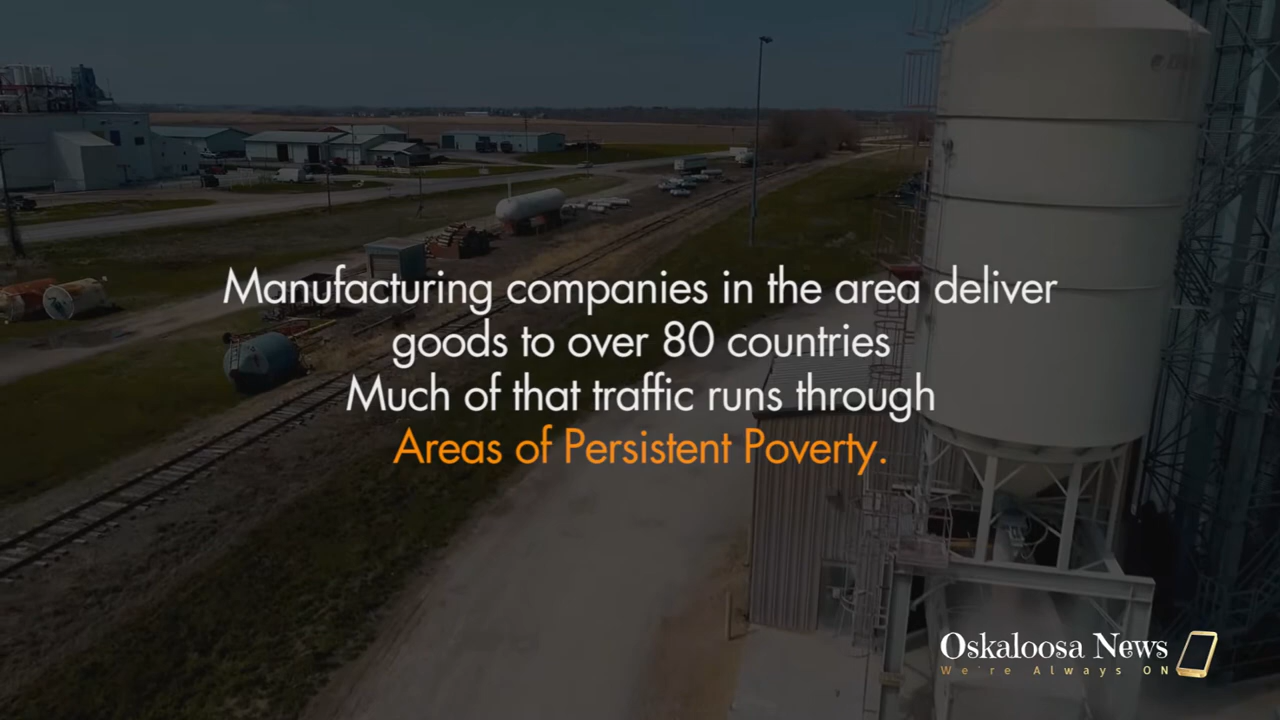 Manufacturing companies in the area deliver
goods to over 80 countries
Much of that traffic runs through
Areas of Persistent Poverty.
Oskaloosa News
We're Always ON